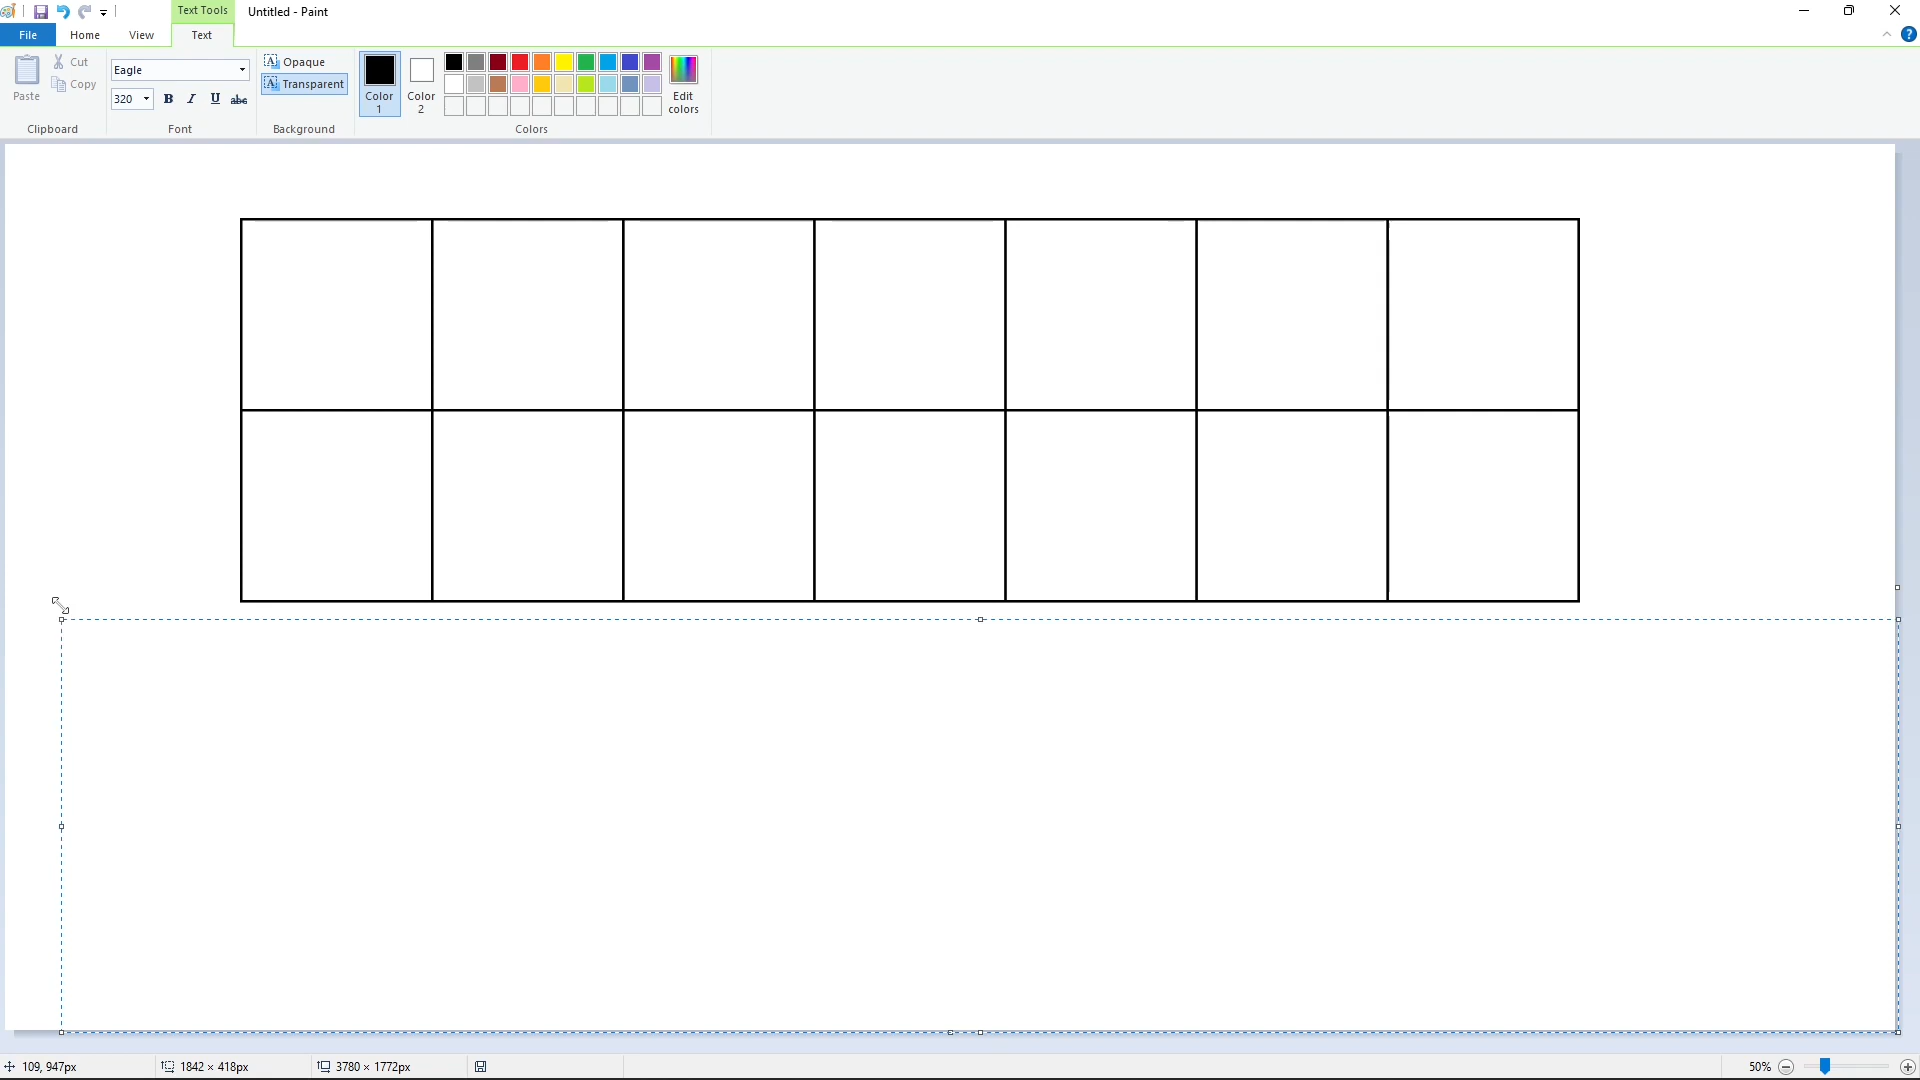 Text Tools
Untitled - Paint
File
Home
View
Text
Paste
Cut
Copy
Clipboard
Eagle
320
B
I
U
abc
Font
Opaque
Transparent
Background
Color
1
Color
2
Edit
colors
Colors
109, 947px
1842 × 418px
3780 × 1772px
50%